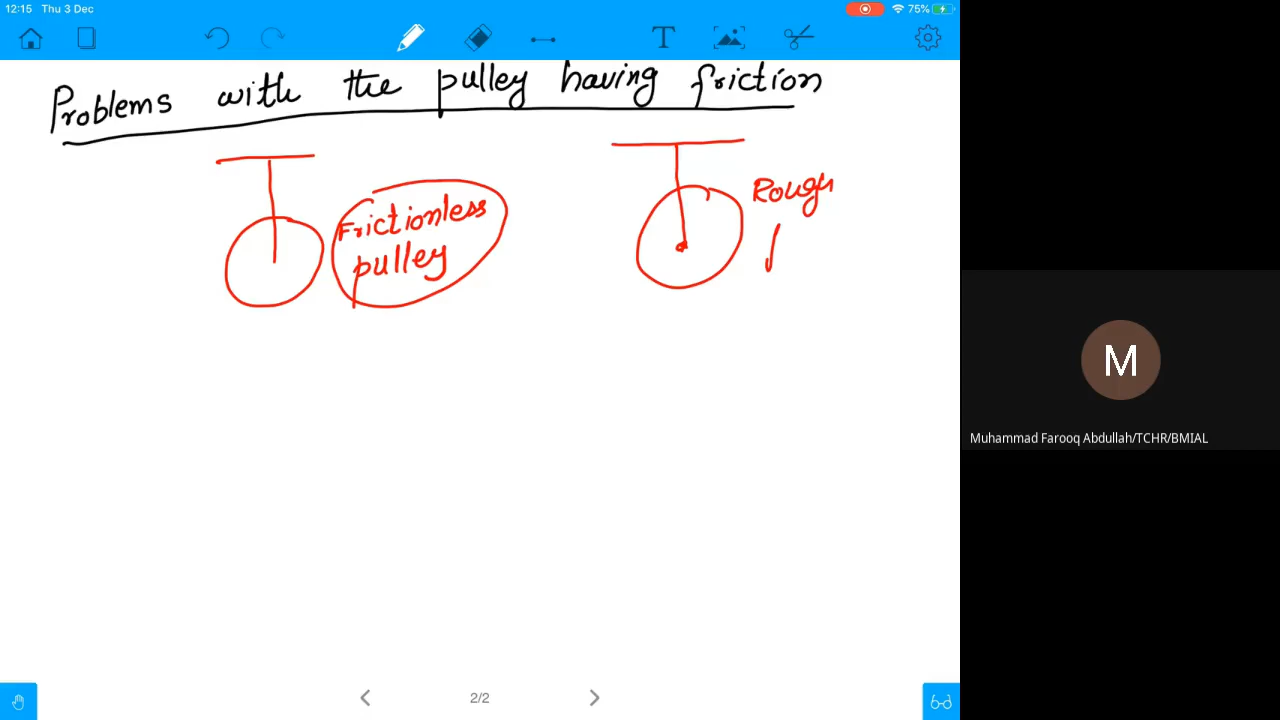 12:15 Thu 3 Dec
75%
T
Problems with the pulley having friction
Frictionless
pulley
Rough
M
Muhammad Farooq Abdullah/TCHR/BMIAL
2/2